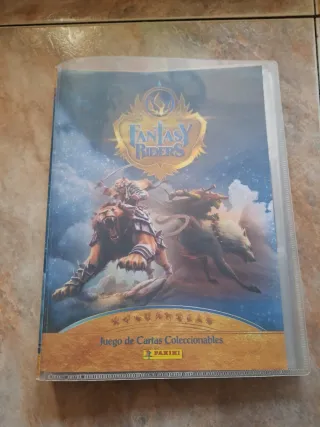 FANTASY
RIDERS
Juego de Cartas Coleccionables
PANINI